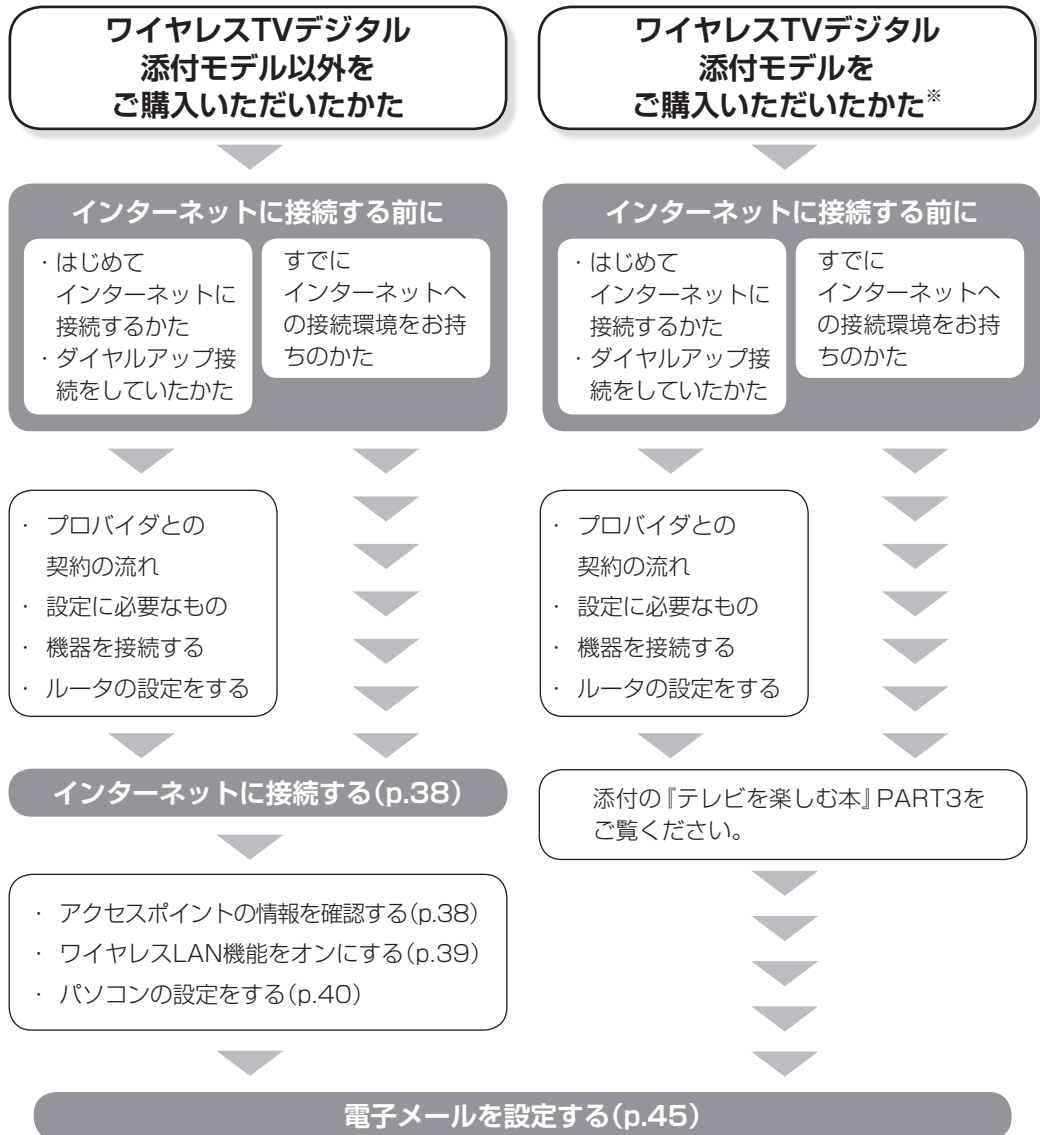 ワイヤレスTVデジタル
添付モデル以外を
ご購入いただいたかた
インターネットに接続する前に
・はじめて
インターネットに
接続するかた
・ダイヤルアップ接
続をしていたかた
すでに
インターネットへ
の接続環境をお持
ちのかた
・ プロバイダとの
契約の流れ
・ 設定に必要なもの
・ 機器を接続する
・ ルータの設定をする
インターネットに接続する(p.38)
・ アクセスポイントの情報を確認する(p.38)
・ ワイヤレスLAN機能をオンにする(p.39)
・ パソコンの設定をする(p.40)
ワイヤレスTVデジタル
添付モデルを
ご購入いただいたかた※
インターネットに接続する前に
・はじめて
インターネットに
接続するかた
・ダイヤルアップ接
続をしていたかた
すでに
インターネットへ
の接続環境をお持
ちのかた
・ プロバイダとの
契約の流れ
・ 設定に必要なもの
・ 機器を接続する
・ ルータの設定をする
添付の『テレビを楽しむ本』PART3を
ご覧ください。
電子メールを設定する(p.45)